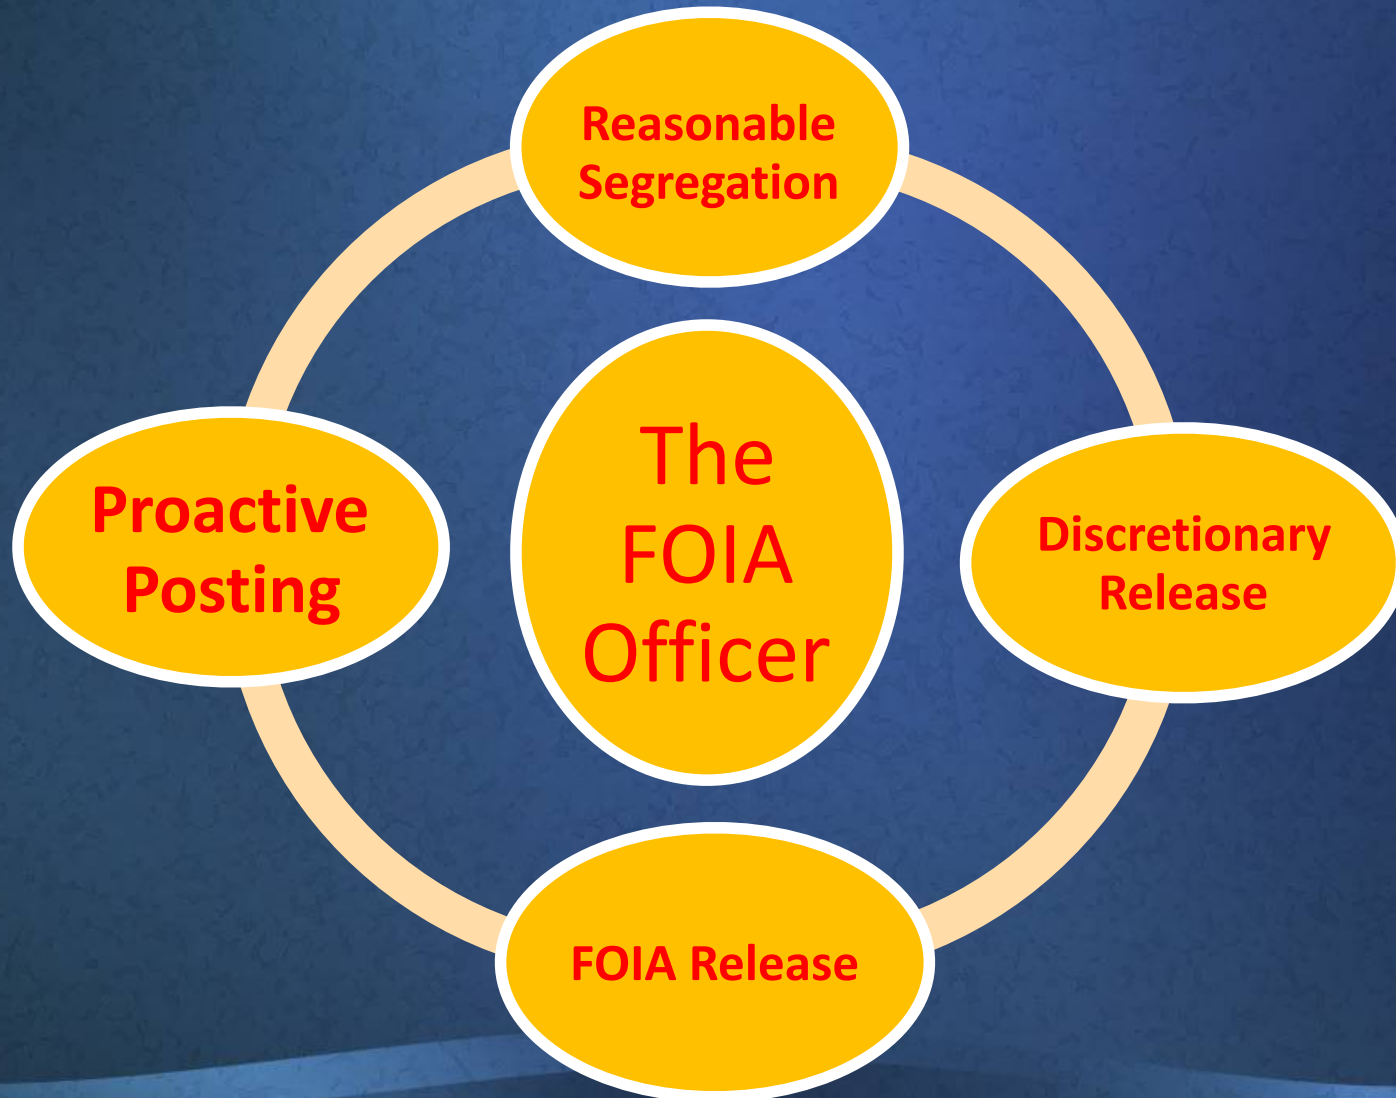 Reasonable
Segregation
The
FOIA
Officer
Proactive
Posting
Discretionary
Release
FOIA Release